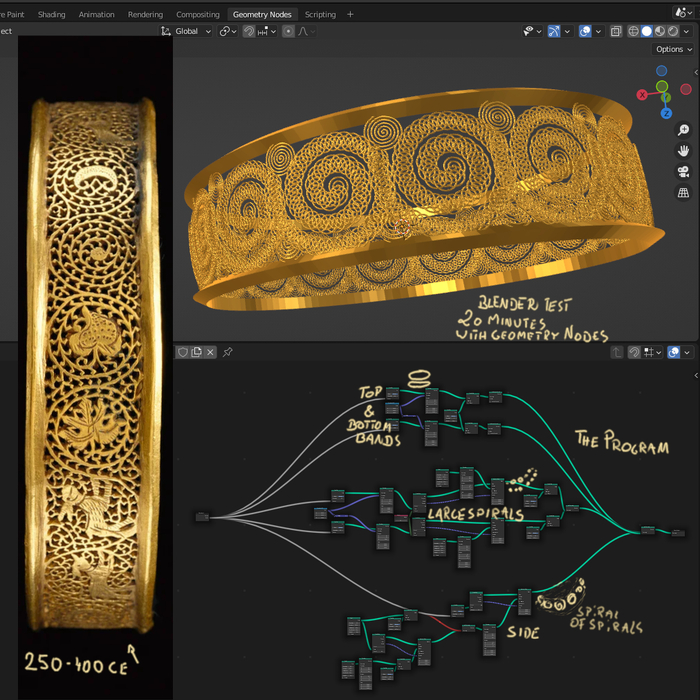 re Paint Shading Animation Rendering Compositing Geometry Nodes Scripting +
ect
Global
Options
X
Z
BLENDER TEST
20 MINUTES
WITH GEOMETRY NODES
TOP
&
BOTTOM
BANDS
THE PROGRAM
LARGE SPIRALS
SPIRAL
OF SPIRALS
SIDE
250-400 CE